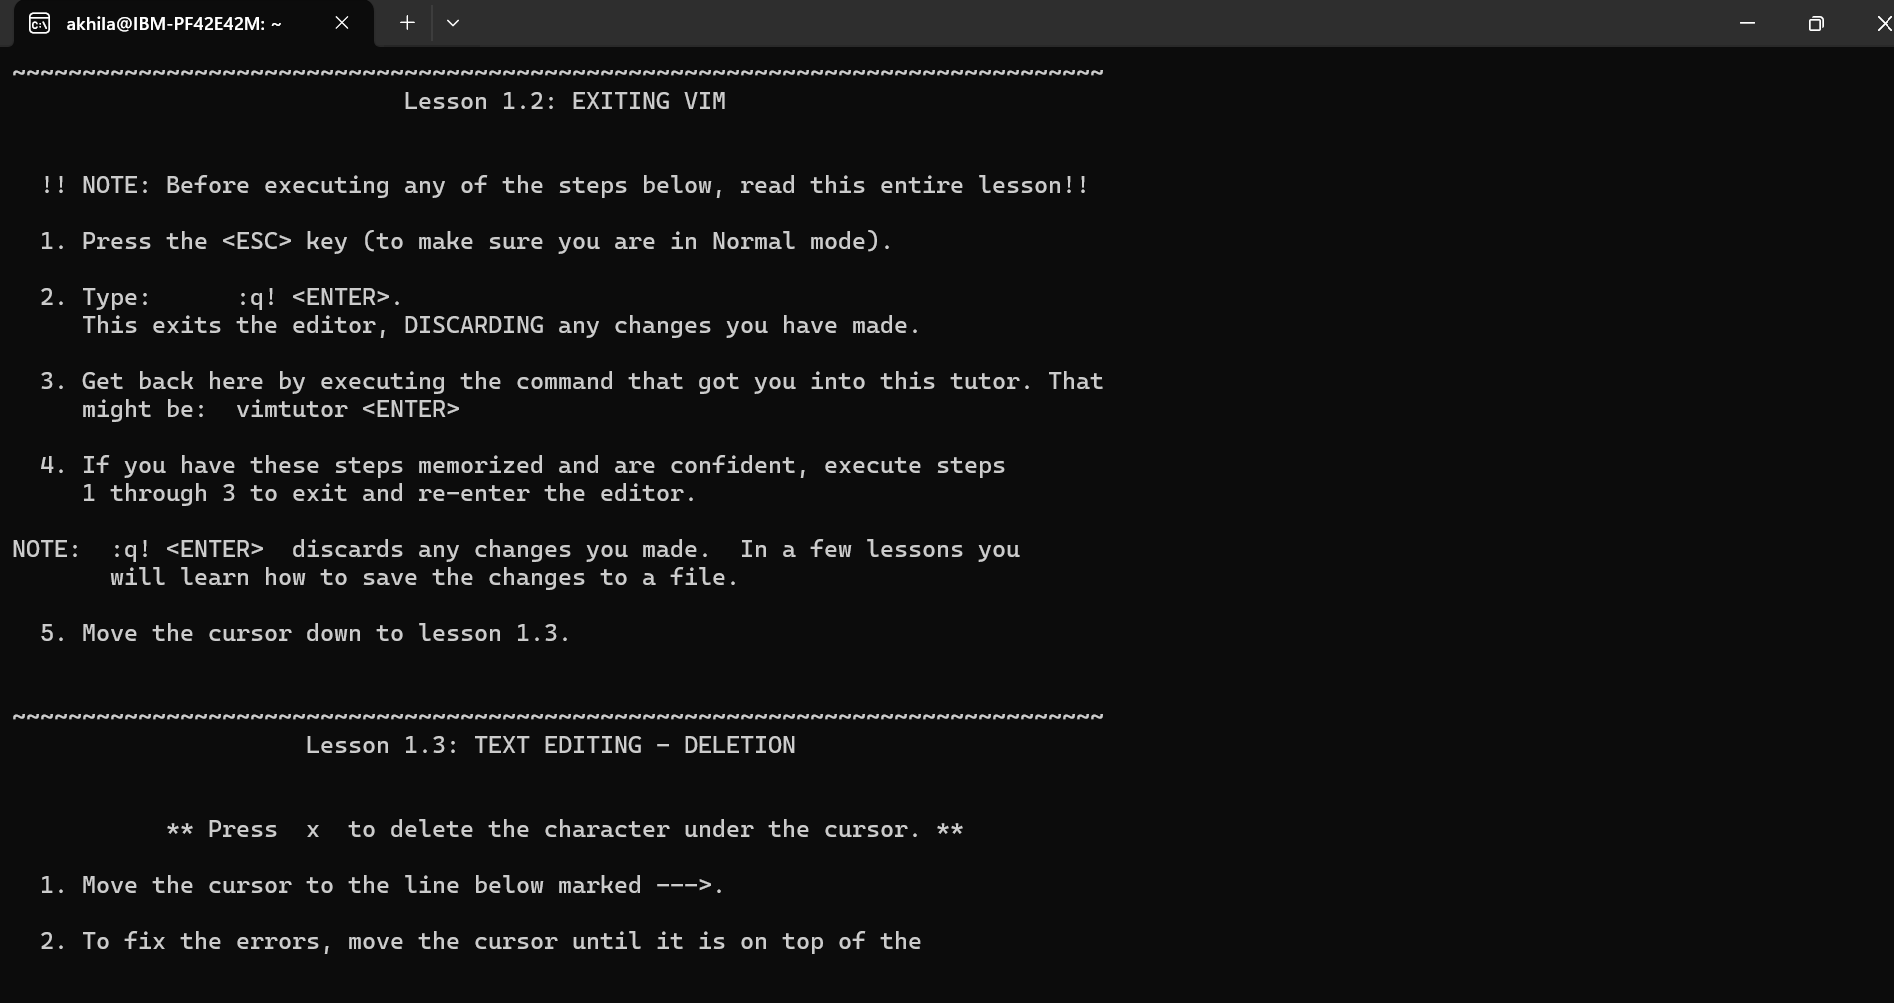 akhila@IBM-PF42E42M: ~
~~~~~~~~~~~~~~~~~~~~~~~~~~~~~~~~~~~~~~~~~~~~~~~~~~~~~~~~~~~~~~~~~~~~~~~~~~~~~~
Lesson 1.2: EXITING VIM
!! NOTE: Before executing any of the steps below, read this entire lesson!!
1. Press the <ESC> key (to make sure you are in Normal mode).
2. Type:      :q! <ENTER>.
This exits the editor, DISCARDING any changes you have made.
3. Get back here by executing the command that got you into this tutor. That
might be:  vimtutor <ENTER>
4. If you have these steps memorized and are confident, execute steps
1 through 3 to exit and re-enter the editor.
NOTE:  :q! <ENTER>  discards any changes you made.  In a few lessons you
will learn how to save the changes to a file.
5. Move the cursor down to lesson 1.3.
~~~~~~~~~~~~~~~~~~~~~~~~~~~~~~~~~~~~~~~~~~~~~~~~~~~~~~~~~~~~~~~~~~~~~~~~~~~~~~
Lesson 1.3: TEXT EDITING - DELETION
** Press  x  to delete the character under the cursor. **
1. Move the cursor to the line below marked --->.
2. To fix the errors, move the cursor until it is on top of the